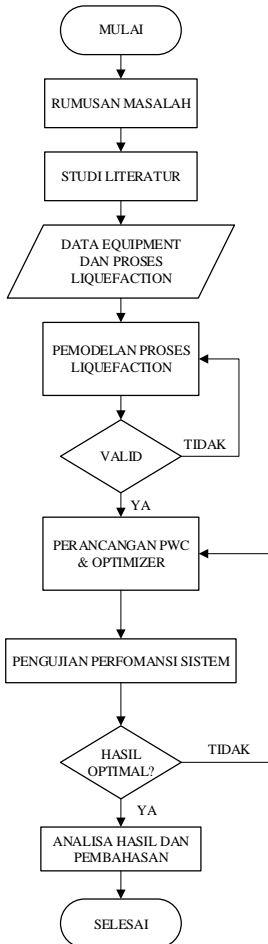 MULAI
RUMUSAN MASALAH
STUDI LITERATUR
DATA EQUIPMENT
DAN PROSES
LIQUEFACTION
PEMODELAN PROSES
LIQUEFACTION
VALID
TIDAK
YA
PERANCANGAN PWC
& OPTIMIZER
PENGUJIAN PERFOMANSI SISTEM
HASIL
OPTIMAL?
TIDAK
YA
ANALISA HASIL DAN
PEMBAHASAN
SELESAI